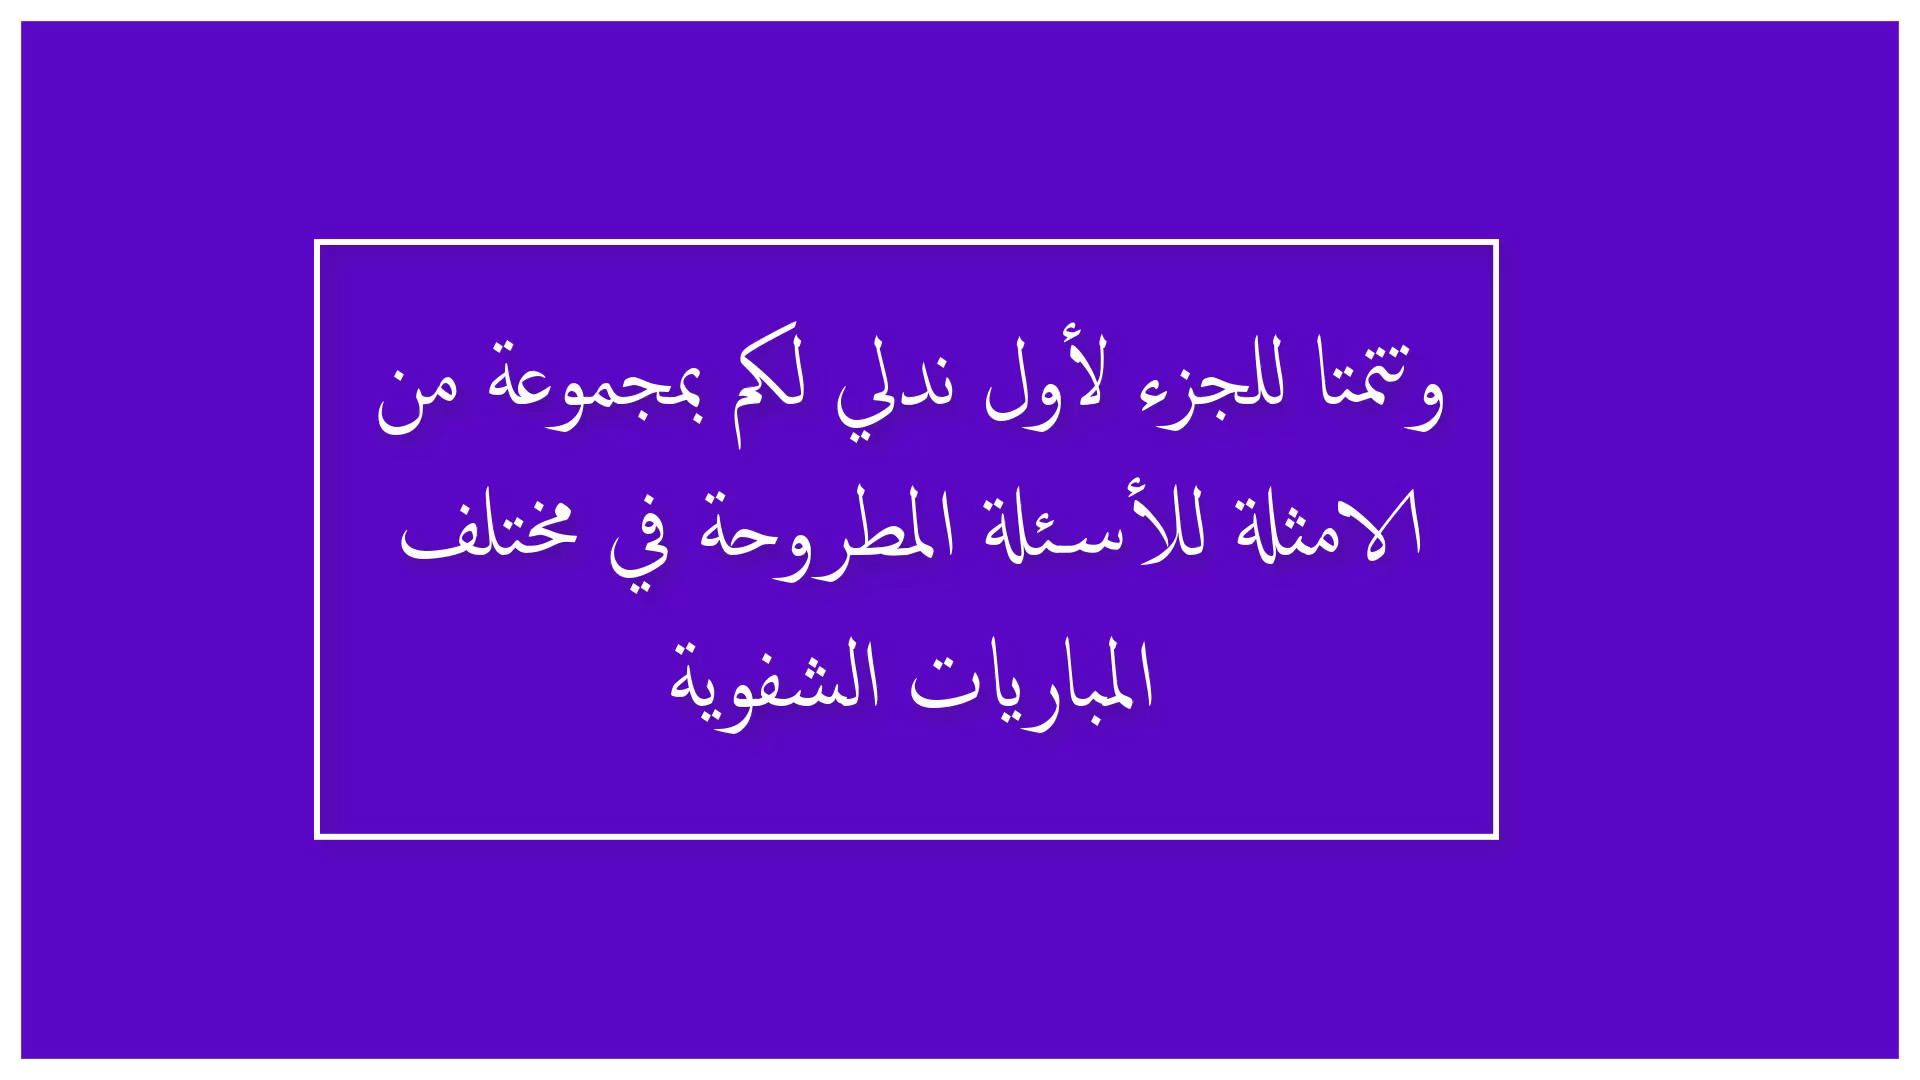 وتتمتا للجزء لأول ندلي لكم بمجموعة من
الامثلة للأسئلة المطروحة في مختلف
المباريات الشفوية